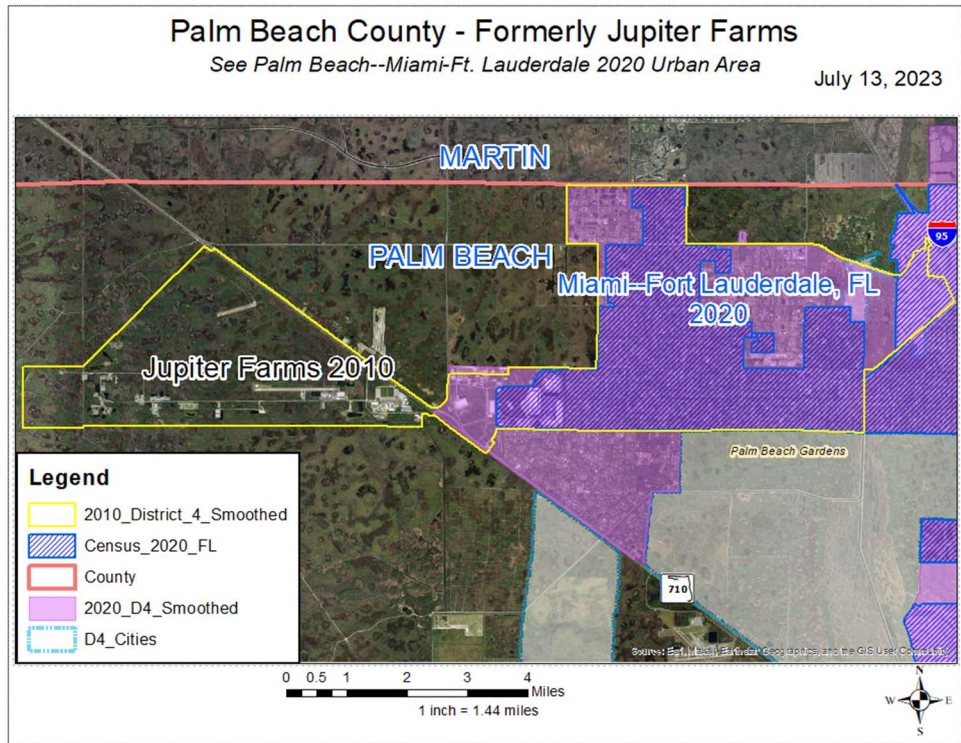 Palm Beach County - Formerly Jupiter Farms
See Palm Beach--Miami-Ft. Lauderdale 2020 Urban Area
July 13, 2023
MARTIN
95
PALM BEACH
Miami--Fort Lauderdale, FL
2020
Jupiter Farms 2010
Palm Beach Gardens
Legend
2010_District_4_Smoothed
Census_2020_FL
County
2020_D4_Smoothed
D4_Cities
710
Source: Esri, Maxar, Earthstar Geographics, and the GIS User Community
0 0.5 1 2 3 4
Miles
1 inch = 1.44 miles
N
W E
S